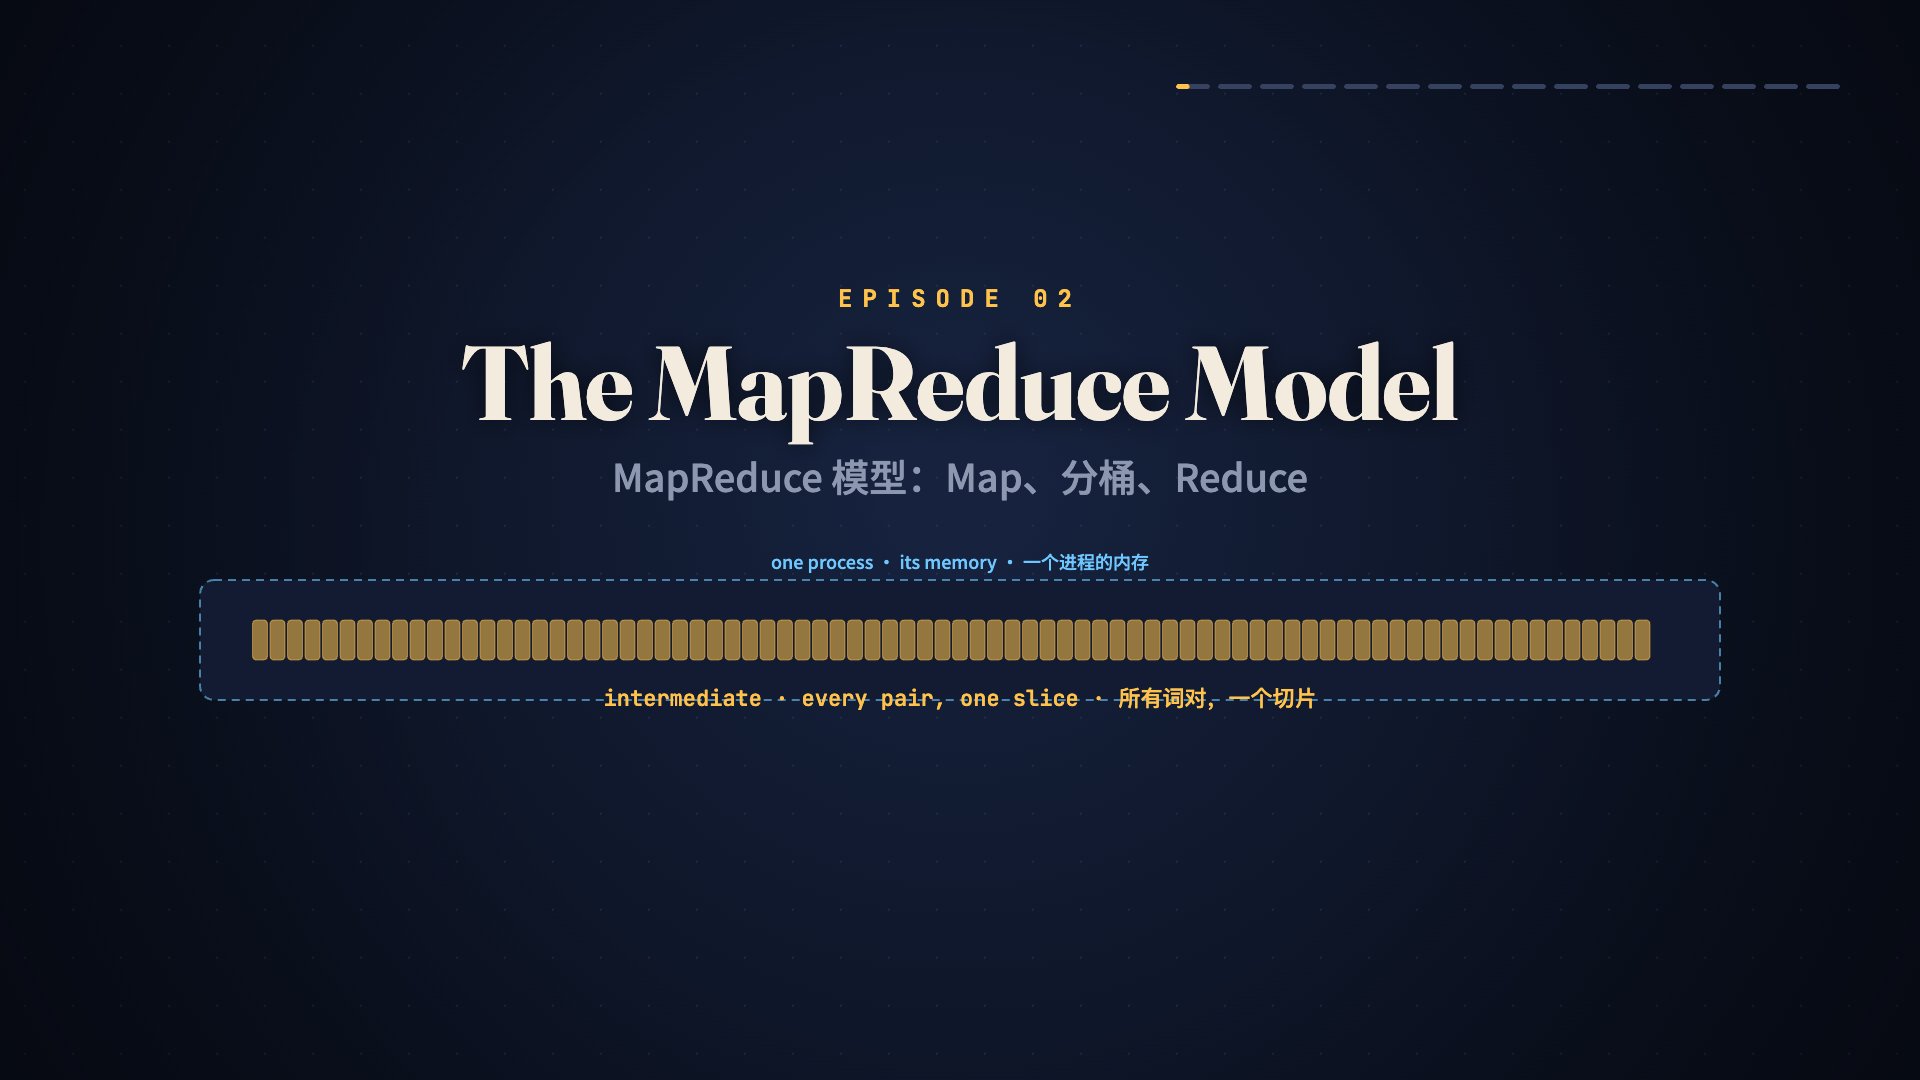 EPISODE 02
The MapReduce Model
MapReduce 模型：Map、分桶、Reduce
one process · its memory · 一个进程的内存
intermediate · every pair, one slice · 所有词对，一个切片